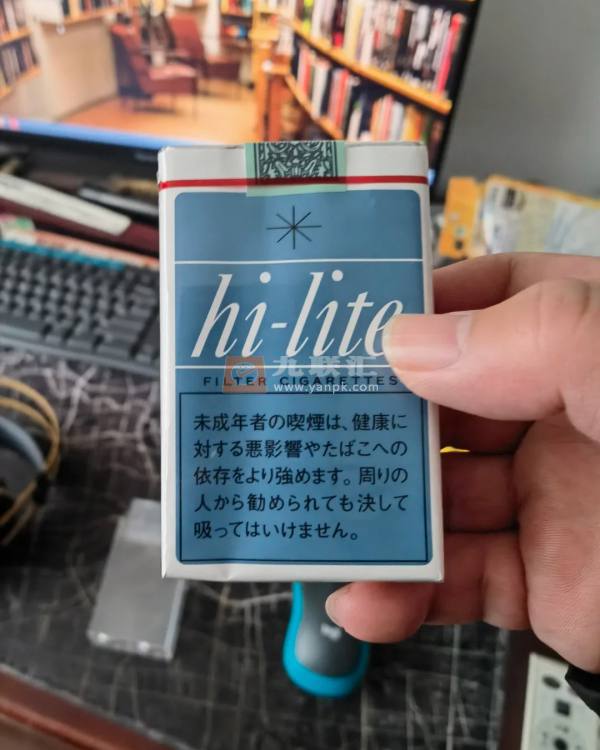 hi-lite
九联汇
FILTER CIGARETTES
www.yanpk.com
未成年者の喫煙は、健康に
対する悪影響やたばこへの
依存をより強めます。周りの
人から勧められても決して
吸ってはいけません。